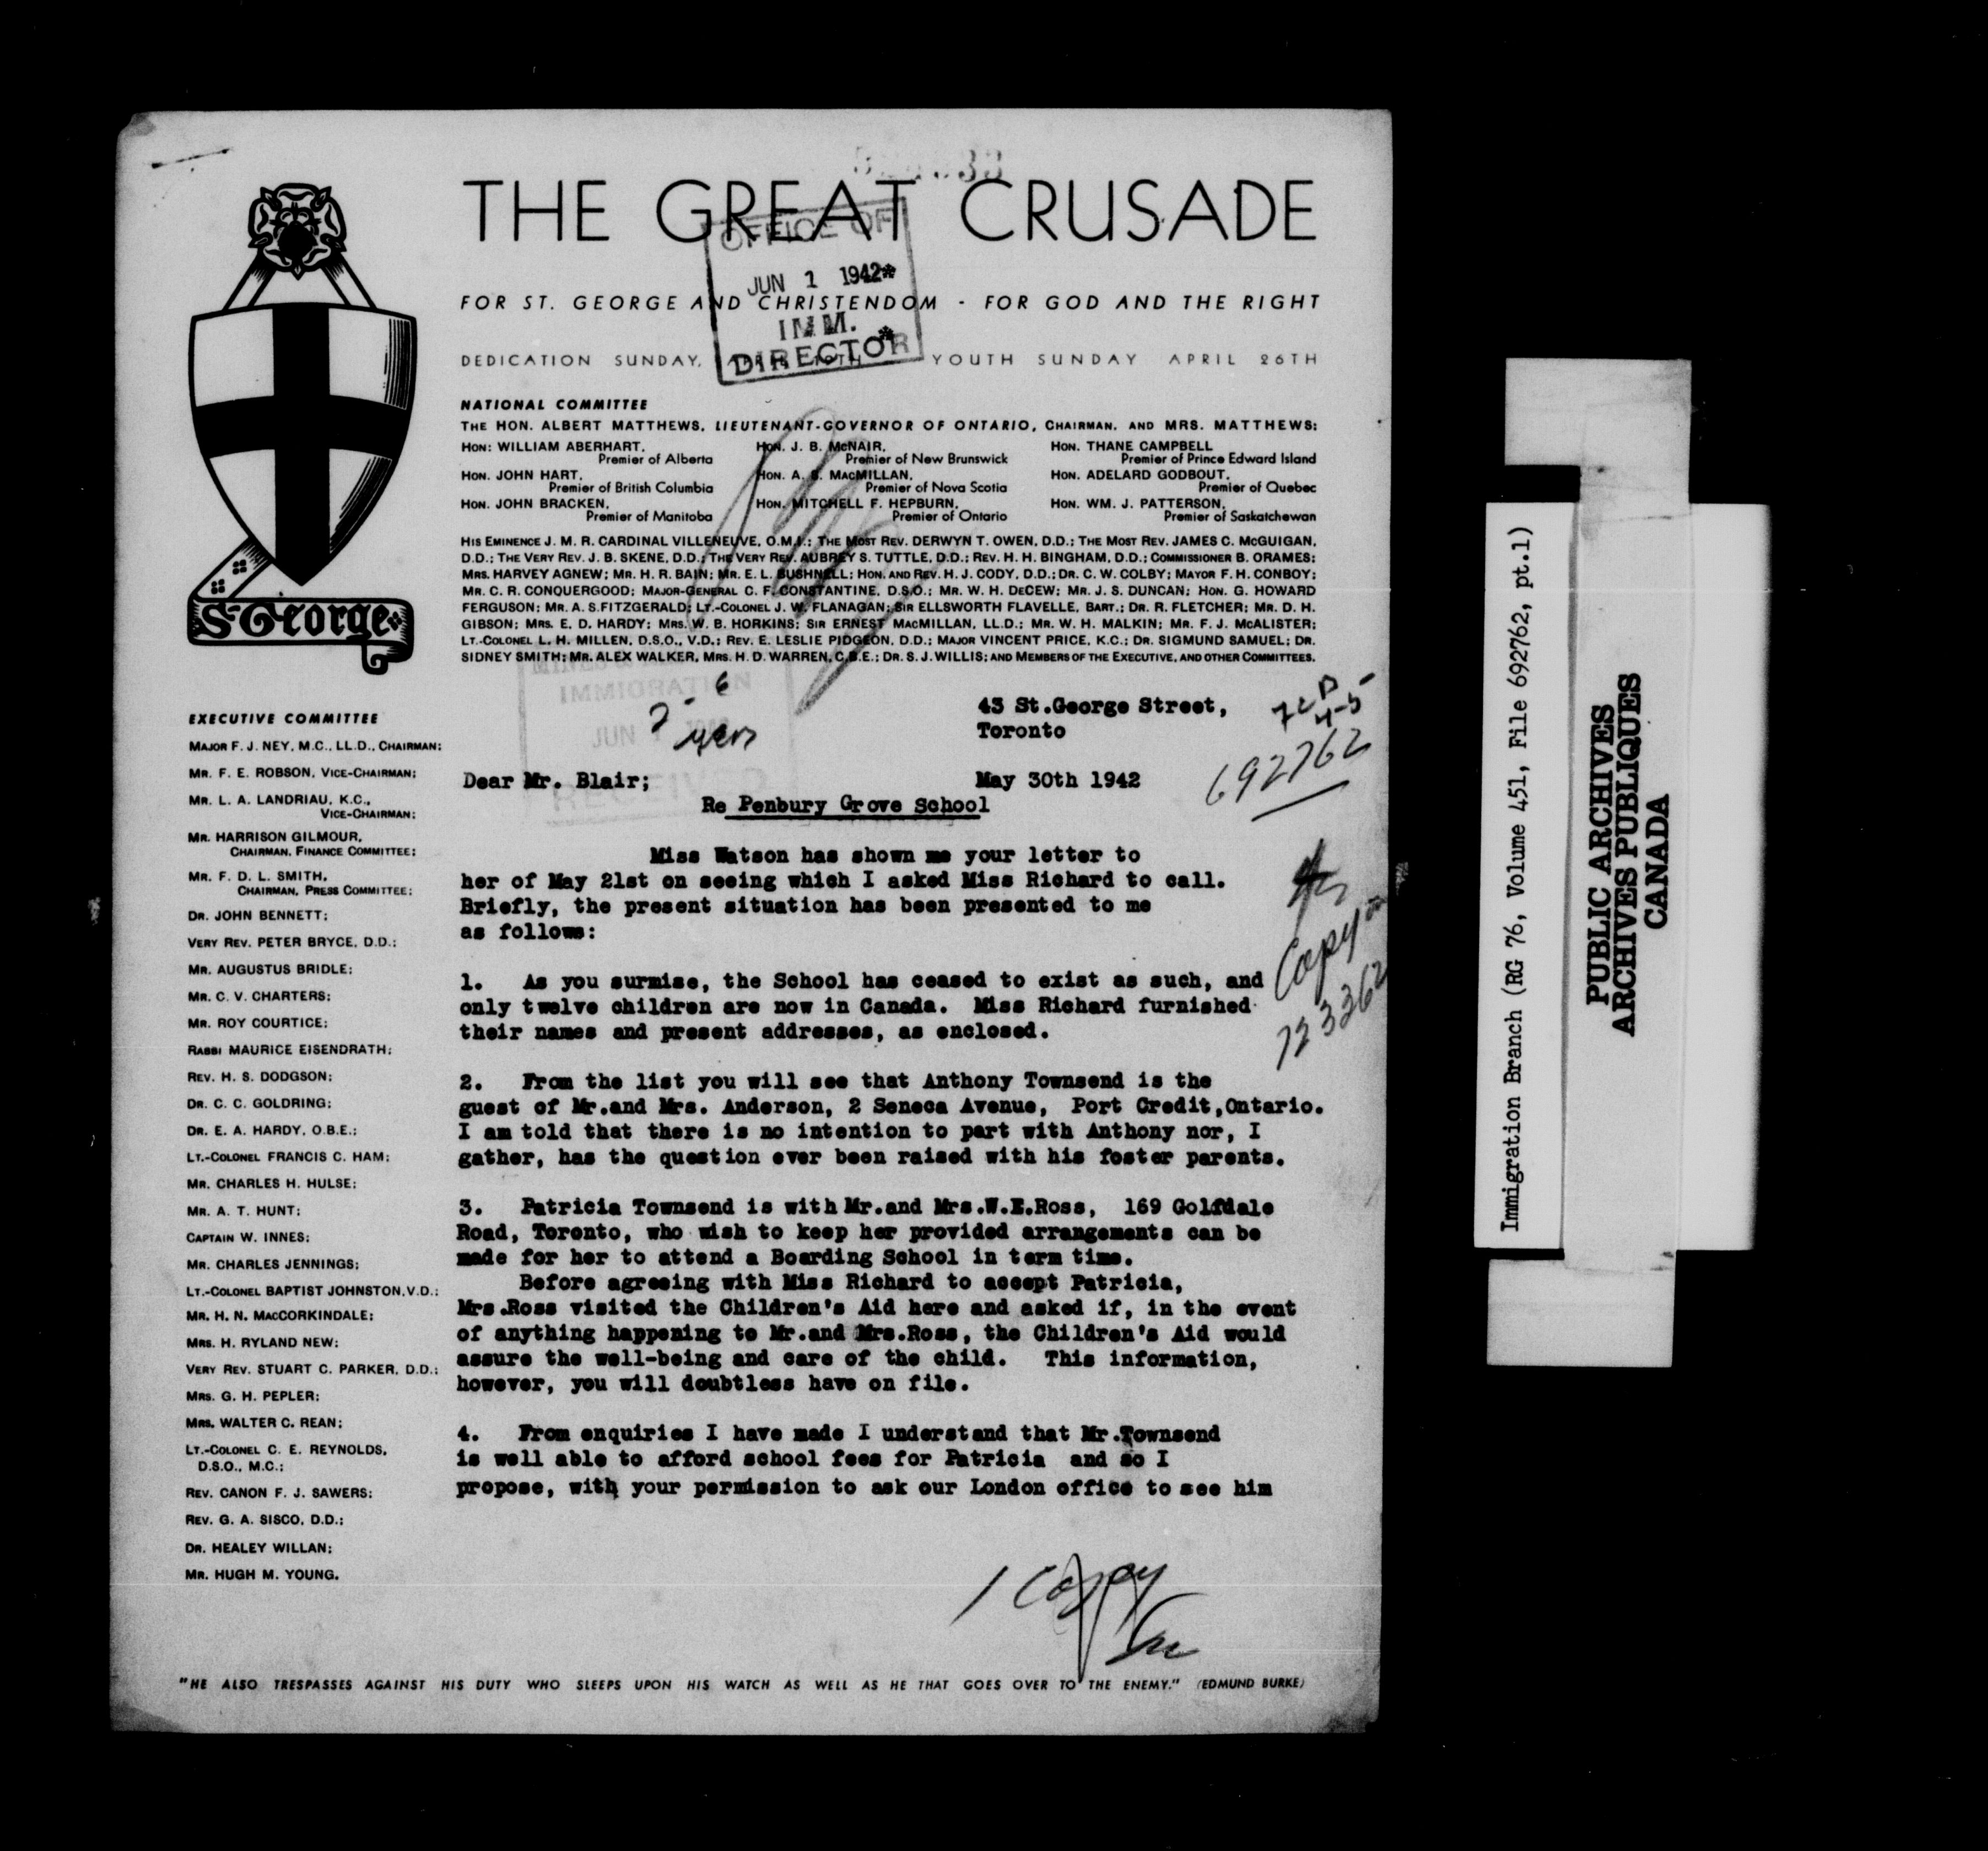 THE GREAT CRUSADE
OFFICE OF
JUN 1 1942*
IMM.
DIRECTOR
FOR ST. GEORGE AND CHRISTENDOM - FOR GOD AND THE RIGHT
DEDICATION SUNDAY, YOUTH SUNDAY APRIL 26TH
St George
NATIONAL COMMITTEE
THE HON. ALBERT MATTHEWS, LIEUTENANT-GOVERNOR OF ONTARIO, CHAIRMAN, AND MRS. MATTHEWS;
HON: WILLIAM ABERHART, HON. J. B. McNAIR, HON. THANE CAMPBELL
Premier of Alberta Premier of New Brunswick Premier of Prince Edward Island
HON. JOHN HART, HON. A. S. MACMILLAN, HON. ADELARD GODBOUT,
Premier of British Columbia Premier of Nova Scotia Premier of Quebec
HON. JOHN BRACKEN, HON. MITCHELL F. HEPBURN, HON. WM. J. PATTERSON,
Premier of Manitoba Premier of Ontario Premier of Saskatchewan
HIS EMINENCE J. M. R. CARDINAL VILLENEUVE, O.M.I.; THE MOST REV. DERWYN T. OWEN, D.D.; THE MOST REV. JAMES C. McGUIGAN,
D.D.; THE VERY REV. J. B. SKENE, D.D.; THE VERY REV. AUBREY S. TUTTLE, D.D.; REV. H. H. BINGHAM, D.D.; COMMISSIONER B. ORAMES;
MRS. HARVEY AGNEW; MR. H. R. BAIN; MR. E. L. BUSHNELL; HON. AND REV. H. J. CODY, D.D.; DR. C. W. COLBY; MAYOR F. H. CONBOY;
MR. C. R. CONQUERGOOD; MAJOR-GENERAL C. F. CONSTANTINE, D.S.O.; MR. W. H. DECEW; MR. J. S. DUNCAN; HON. G. HOWARD
FERGUSON; MR. A. S. FITZGERALD; LT.-COLONEL J. W. FLANAGAN; SIR ELLSWORTH FLAVELLE, BART.; DR. R. FLETCHER; MR. D. H.
GIBSON; MRS. E. D. HARDY; MRS. W. B. HORKINS; SIR ERNEST MACMILLAN, LL.D.; MR. W. H. MALKIN; MR. F. J. McALISTER;
LT.-COLONEL L. H. MILLEN, D.S.O., V.D.; REV. E. LESLIE PIDGEON, D.D.; MAJOR VINCENT PRICE, K.C.; DR. SIGMUND SAMUEL; DR.
SIDNEY SMITH; MR. ALEX WALKER, MRS. H. D. WARREN, C.B.E.; DR. S. J. WILLIS; AND MEMBERS OF THE EXECUTIVE, AND OTHER COMMITTEES.
IMMIGRATION
JUN
RECEIVED
EXECUTIVE COMMITTEE
MAJOR F. J. NEY, M.C., LL.D., CHAIRMAN;
MR. F. E. ROBSON, VICE-CHAIRMAN;
MR. L. A. LANDRIAU, K.C.,
VICE-CHAIRMAN;
MR. HARRISON GILMOUR,
CHAIRMAN, FINANCE COMMITTEE;
MR. F. D. L. SMITH,
CHAIRMAN, PRESS COMMITTEE;
DR. JOHN BENNETT;
VERY REV. PETER BRYCE, D.D.;
MR. AUGUSTUS BRIDLE;
MR. C. V. CHARTERS;
MR. ROY COURTICE;
RABBI MAURICE EISENDRATH;
REV. H. S. DODGSON;
DR. C. C. GOLDRING;
DR. E. A. HARDY, O.B.E.;
LT.-COLONEL FRANCIS C. HAM;
MR. CHARLES H. HULSE;
MR. A. T. HUNT;
CAPTAIN W. INNES;
MR. CHARLES JENNINGS;
LT.-COLONEL BAPTIST JOHNSTON, V.D.;
MR. H. N. MACCORKINDALE;
MRS. H. RYLAND NEW;
VERY REV. STUART C. PARKER, D.D.;
MRS. G. H. PEPLER;
MRS. WALTER C. REAN;
LT.-COLONEL C. E. REYNOLDS,
D.S.O., M.C.;
REV. CANON F. J. SAWERS;
REV. G. A. SISCO, D.D.;
DR. HEALEY WILLAN;
MR. HUGH M. YOUNG.
43 St.George Street,
Toronto
692762
Dear Mr. Blair; May 30th 1942
Re Penbury Grove School
Miss Watson has shown me your letter to
her of May 21st on seeing which I asked Miss Richard to call.
Briefly, the present situation has been presented to me
as follows:
Copy on
723362
1. As you surmise, the School has ceased to exist as such, and
only twelve children are now in Canada. Miss Richard furnished
their names and present addresses, as enclosed.
2. From the list you will see that Anthony Townsend is the
guest of Mr.and Mrs. Anderson, 2 Seneca Avenue, Port Credit,Ontario.
I am told that there is no intention to part with Anthony nor, I
gather, has the question ever been raised with his foster parents.
3. Patricia Townsend is with Mr.and Mrs.W.E.Ross, 169 Golfdale
Road, Toronto, who wish to keep her provided arrangements can be
made for her to attend a Boarding School in term time.
Before agreeing with Miss Richard to accept Patricia,
Mrs.Ross visited the Children's Aid here and asked if, in the event
of anything happening to Mr.and Mrs.Ross, the Children's Aid would
assure the well-being and care of the child. This information,
however, you will doubtless have on file.
4. From enquiries I have made I understand that Mr.Townsend
is well able to afford school fees for Patricia and so I
propose, with your permission to ask our London office to see him
1 Copy
"HE ALSO TRESPASSES AGAINST HIS DUTY WHO SLEEPS UPON HIS WATCH AS WELL AS HE THAT GOES OVER TO THE ENEMY." (EDMUND BURKE)
Immigration Branch (RG 76, Volume 451, File 692762, pt.1)
PUBLIC ARCHIVES
ARCHIVES PUBLIQUES
CANADA